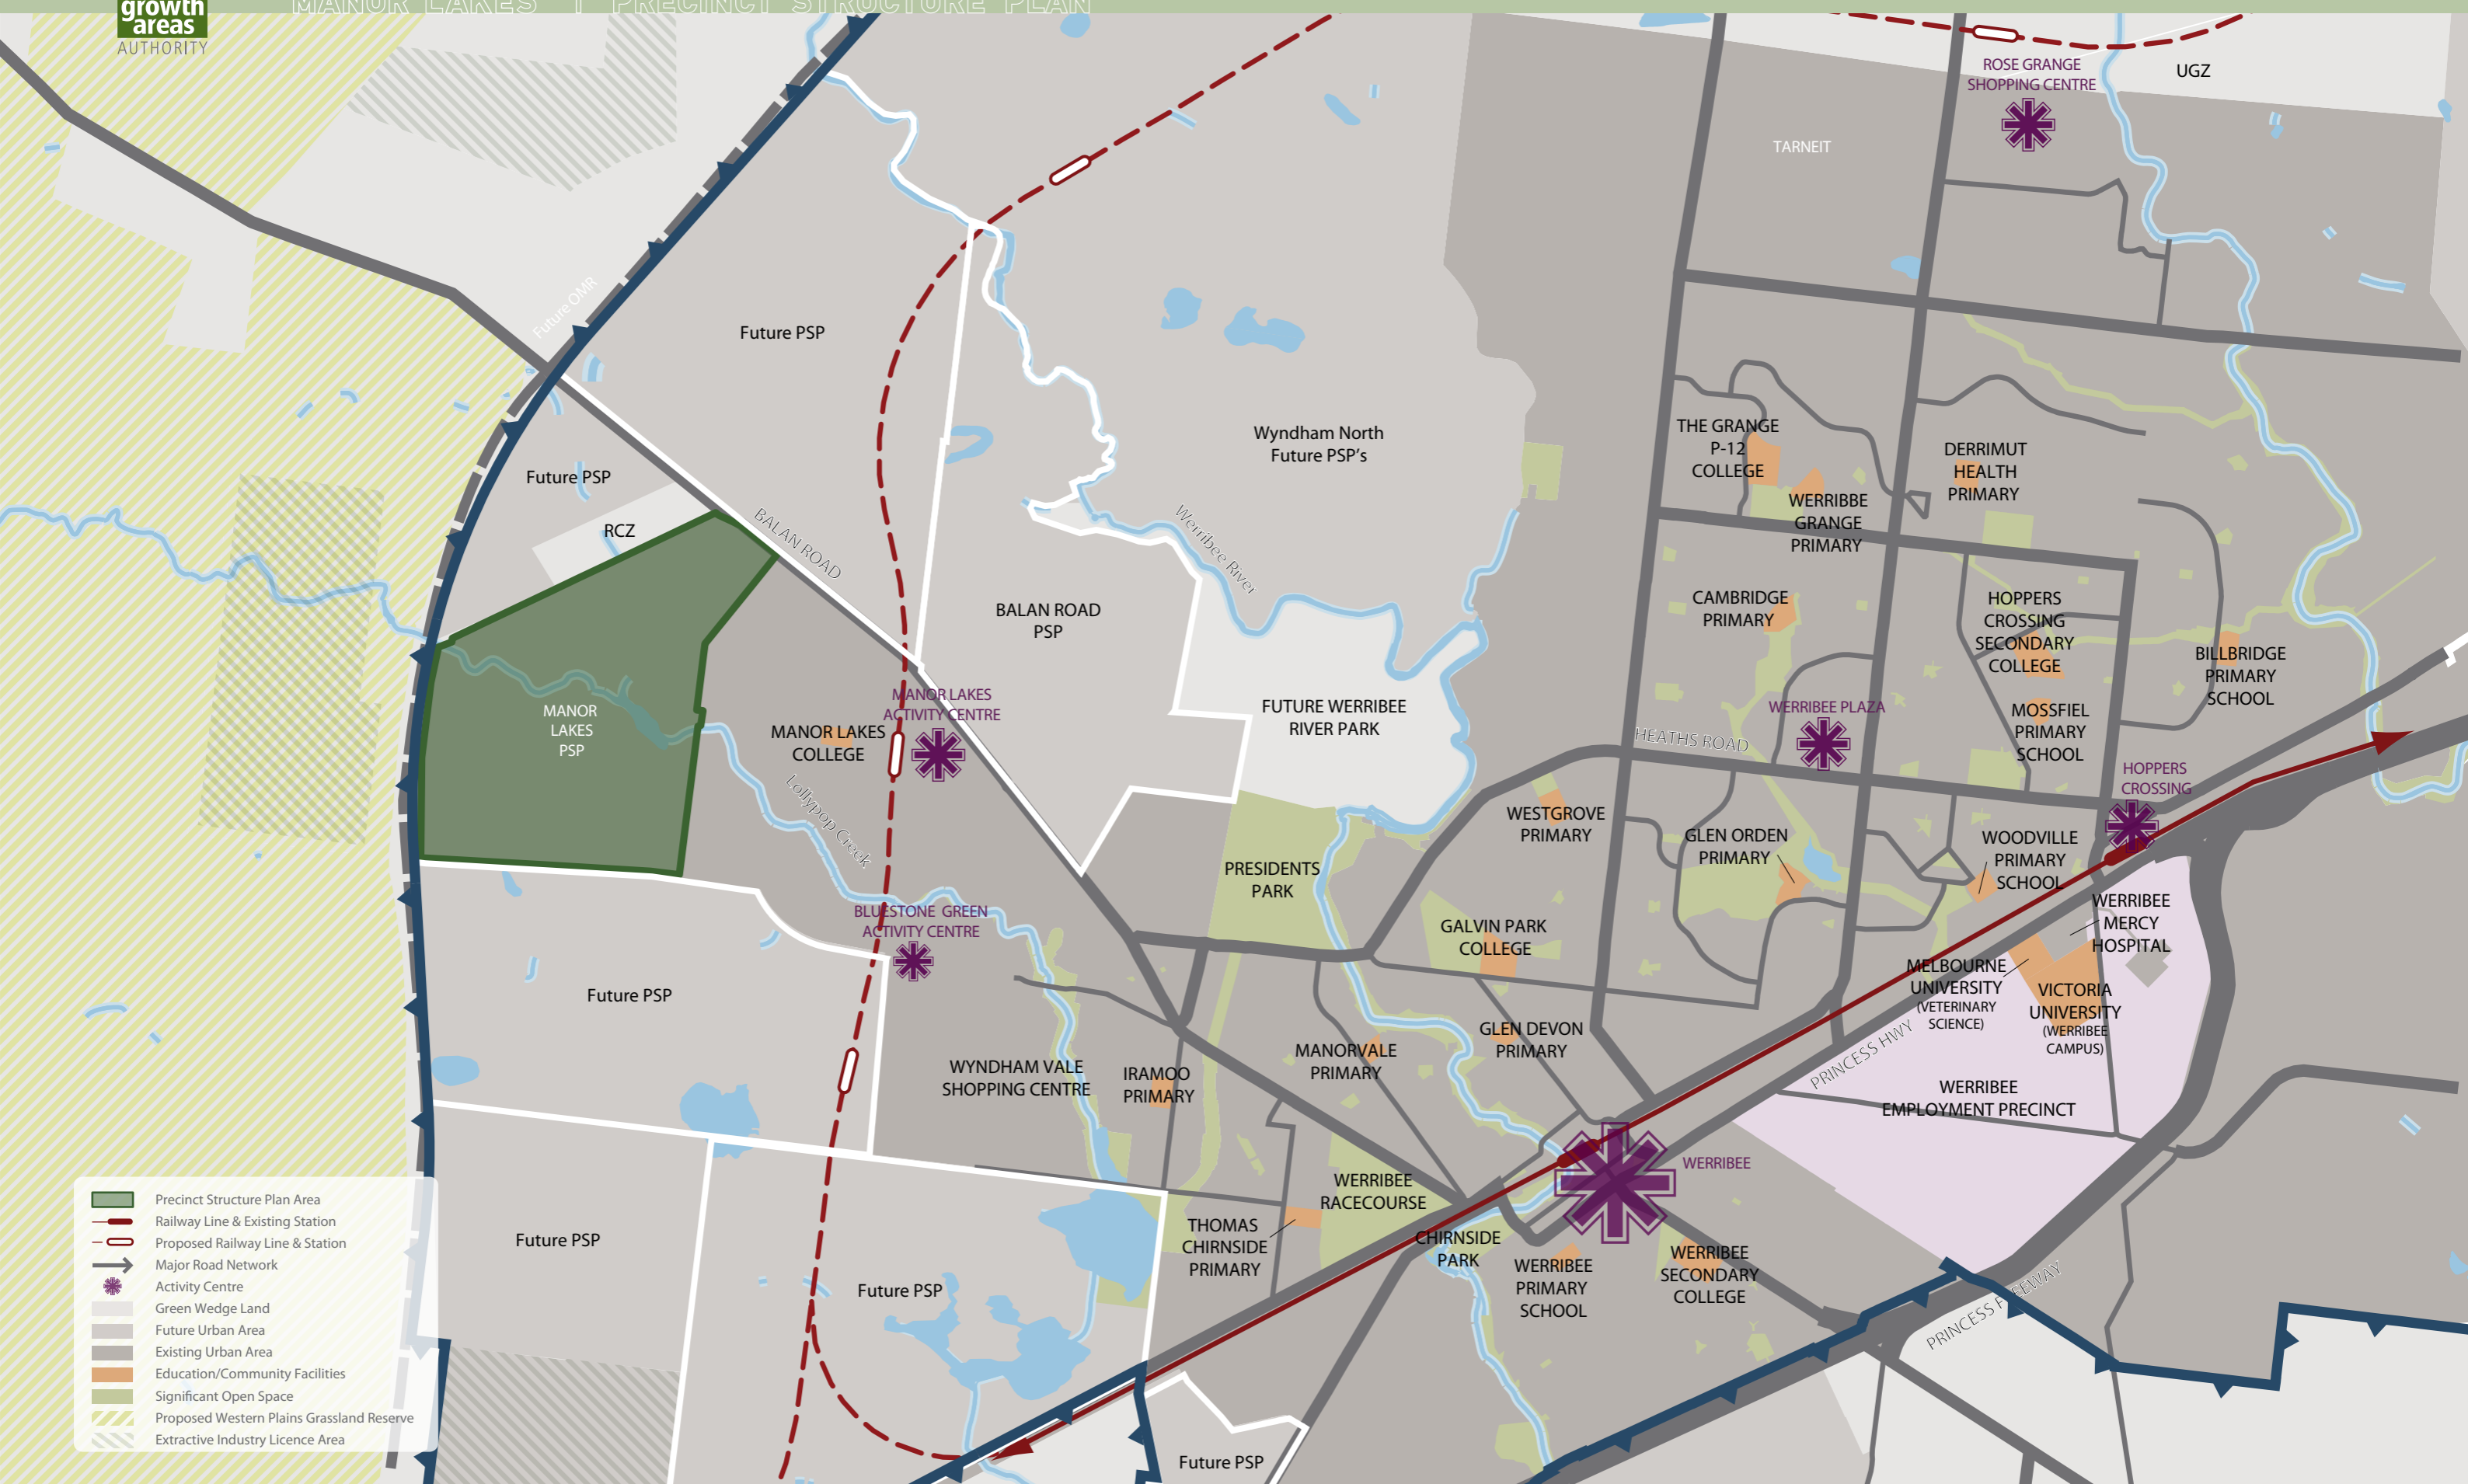 MANOR LAKES | PRECINCT STRUCTURE PLAN
growth
areas
AUTHORITY
ROSE GRANGE
SHOPPING CENTRE
UGZ
TARNEIT
Future OMR
Future PSP
Wyndham North
Future PSP's
THE GRANGE
P-12
COLLEGE
DERRIMUT
HEALTH
PRIMARY
Future PSP
WERRIBBE
GRANGE
PRIMARY
RCZ
BALAN ROAD
Werribee River
BALAN ROAD
PSP
CAMBRIDGE
PRIMARY
HOPPERS
CROSSING
SECONDARY
COLLEGE
BILLBRIDGE
PRIMARY
SCHOOL
MANOR
LAKES
PSP
MANOR LAKES
ACTIVITY CENTRE
MANOR LAKES
COLLEGE
FUTURE WERRIBEE
RIVER PARK
WERRIBEE PLAZA
MOSSFIEL
PRIMARY
SCHOOL
HEATHS ROAD
HOPPERS
CROSSING
Lollypop Creek
WESTGROVE
PRIMARY
GLEN ORDEN
PRIMARY
WOODVILLE
PRIMARY
SCHOOL
PRESIDENTS
PARK
BLUESTONE GREEN
ACTIVITY CENTRE
GALVIN PARK
COLLEGE
WERRIBEE
MERCY
HOSPITAL
MELBOURNE
UNIVERSITY
(VETERINARY
SCIENCE)
VICTORIA
UNIVERSITY
(WERRIBEE
CAMPUS)
Future PSP
GLEN DEVON
PRIMARY
MANORVALE
PRIMARY
PRINCESS HWY
WYNDHAM VALE
SHOPPING CENTRE
IRAMOO
PRIMARY
WERRIBEE
EMPLOYMENT PRECINCT
WERRIBEE
WERRIBEE
RACECOURSE
THOMAS
CHIRNSIDE
PRIMARY
CHIRNSIDE
PARK
WERRIBEE
PRIMARY
SCHOOL
WERRIBEE
SECONDARY
COLLEGE
PRINCESS FREEWAY
Future PSP
Future PSP
Future PSP
Precinct Structure Plan Area
Railway Line & Existing Station
Proposed Railway Line & Station
Major Road Network
Activity Centre
Green Wedge Land
Future Urban Area
Existing Urban Area
Education/Community Facilities
Significant Open Space
Proposed Western Plains Grassland Reserve
Extractive Industry Licence Area